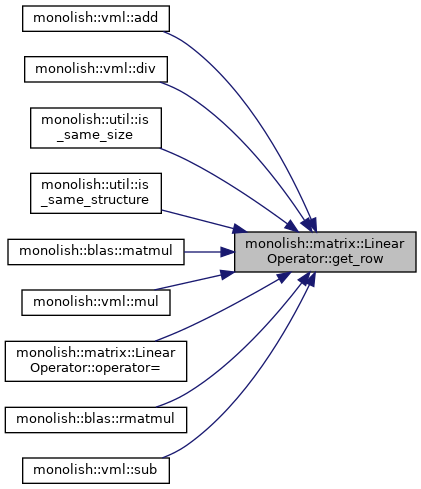 monolish::vml::add
monolish::vml::div
monolish::util::is
_same_size
monolish::util::is
_same_structure
monolish::blas::matmul
monolish::vml::mul
monolish::matrix::Linear
Operator::operator=
monolish::blas::rmatmul
monolish::vml::sub
monolish::matrix::Linear
Operator::get_row